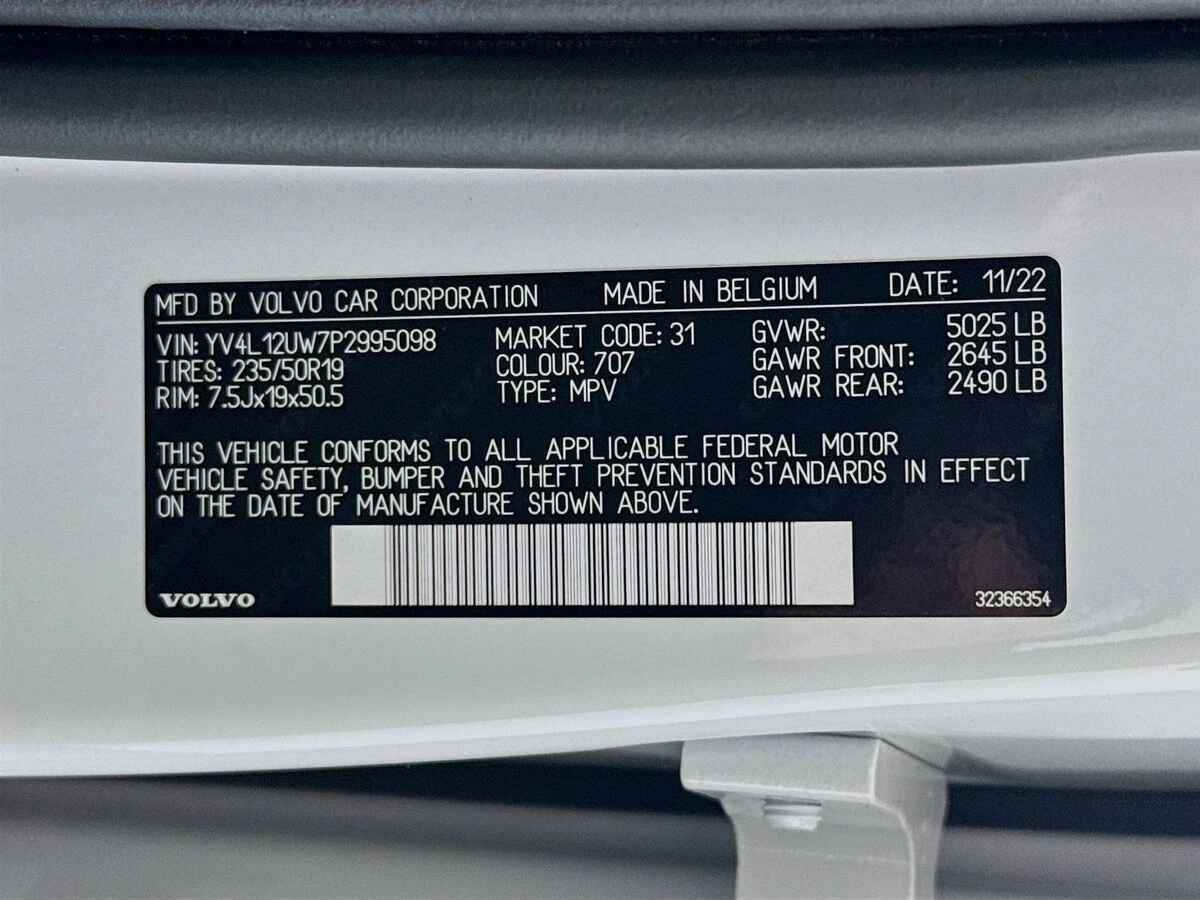 MFD BY VOLVO CAR CORPORATION MADE IN BELGIUM DATE: 11/22
VIN: YV4L12UW7P2995098 MARKET CODE: 31 GVWR: 5025 LB
TIRES: 235/50R19 COLOUR: 707 GAWR FRONT: 2645 LB
RIM: 7.5Jx19x50.5 TYPE: MPV GAWR REAR: 2490 LB
THIS VEHICLE CONFORMS TO ALL APPLICABLE FEDERAL MOTOR
VEHICLE SAFETY, BUMPER AND THEFT PREVENTION STANDARDS IN EFFECT
ON THE DATE OF MANUFACTURE SHOWN ABOVE.
VOLVO 32366354